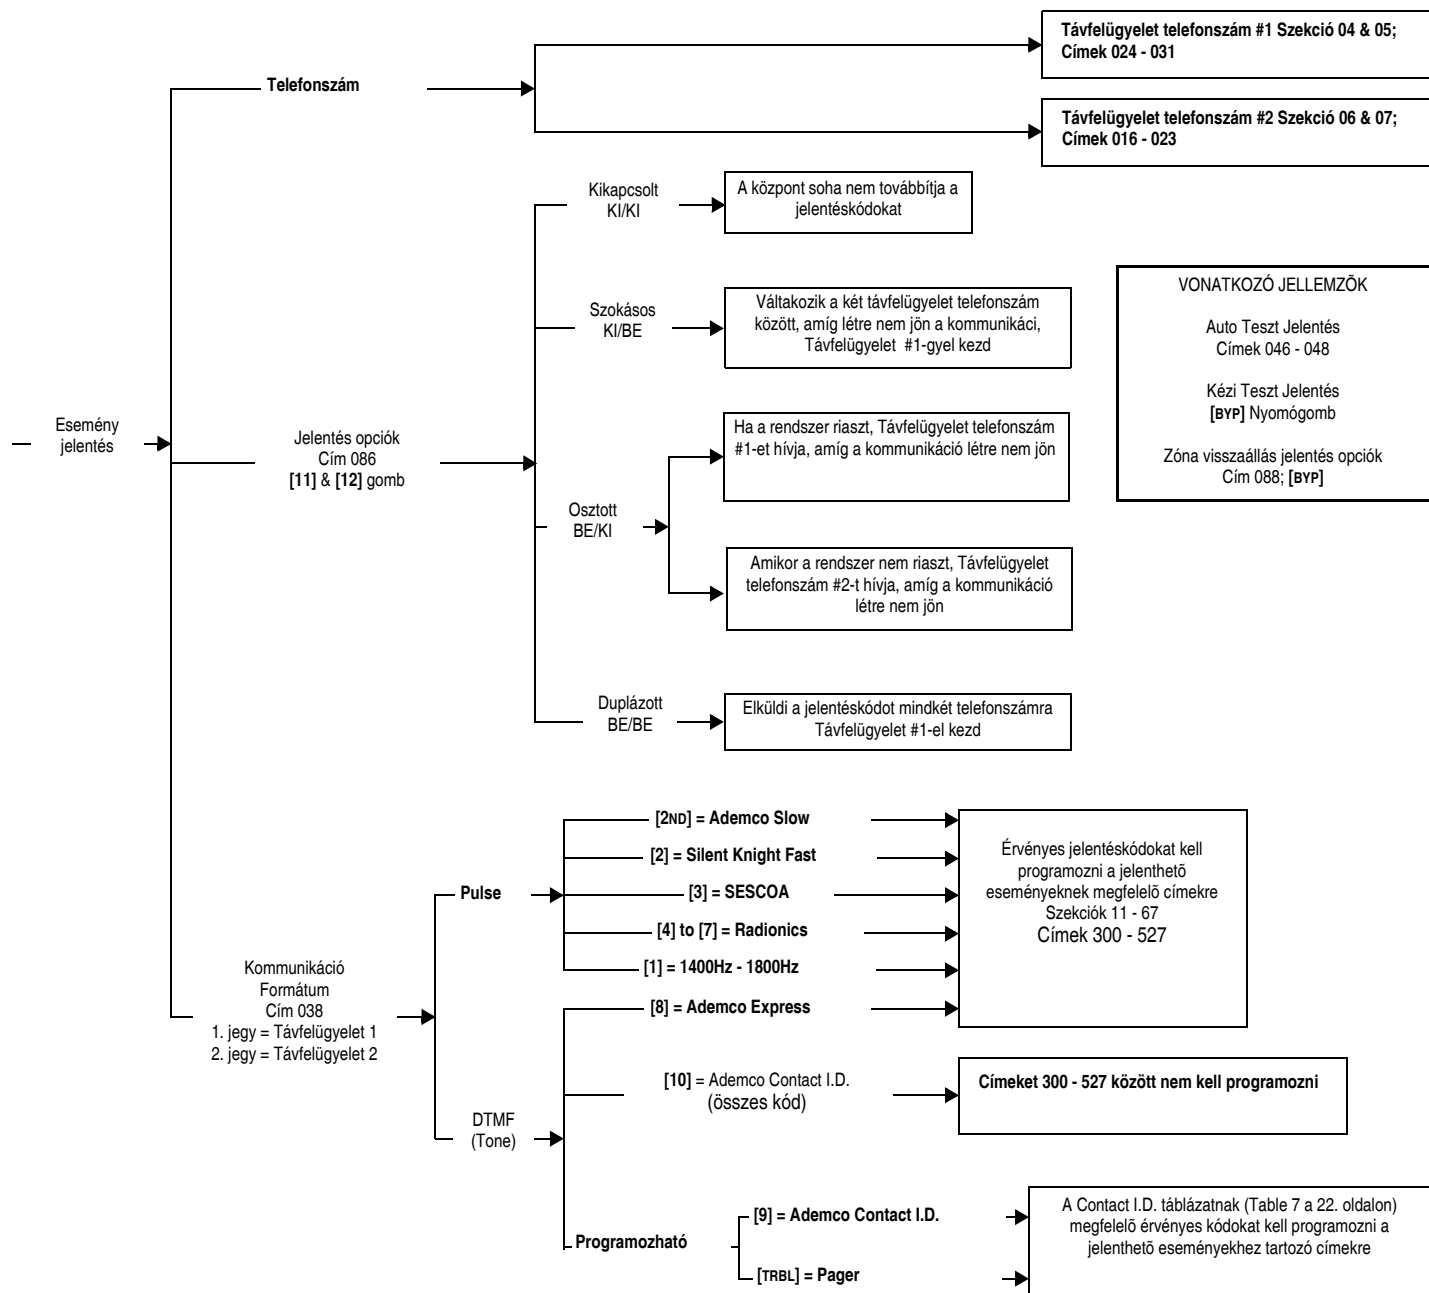 Távfelügyelet telefonszám #1 Szekció 04 & 05;
Címek 024 - 031
Telefonszám
Távfelügyelet telefonszám #2 Szekció 06 & 07;
Címek 016 - 023
Kikapcsolt
KI/KI
A központ soha nem továbbítja a
jelentéskódokat
VONATKOZÓ JELLEMZÕK
Auto Teszt Jelentés
Címek 046 - 048
Kézi Teszt Jelentés
[BYP] Nyomógomb
Zóna visszaállás jelentés opciók
Cím 088; [BYP]
Szokásos
KI/BE
Váltakozik a két távfelügyelet telefonszám
között, amíg létre nem jön a kommunikáci,
Távfelügyelet #1-gyel kezd
Esemény
jelentés
Jelentés opciók
Cím 086
[11] & [12] gomb
Ha a rendszer riaszt, Távfelügyelet telefonszám
#1-et hívja, amíg a kommunikáció létre nem jön
Osztott
BE/KI
Amikor a rendszer nem riaszt, Távfelügyelet
telefonszám #2-t hívja, amíg a kommunikáció
létre nem jön
Duplázott
BE/BE
Elküldi a jelentéskódot mindkét telefonszámra
Távfelügyelet #1-el kezd
[2ND] = Ademco Slow
[2] = Silent Knight Fast
Pulse
[3] = SESCOA
[4] to [7] = Radionics
[1] = 1400Hz - 1800Hz
Érvényes jelentéskódokat kell
programozni a jelenthetõ
eseményeknek megfelelõ címekre
Szekciók 11 - 67
Címek 300 - 527
Kommunikáció
Formátum
Cím 038
1. jegy = Távfelügyelet 1
2. jegy = Távfelügyelet 2
[8] = Ademco Express
[10] = Ademco Contact I.D.
(összes kód)
Címeket 300 - 527 között nem kell programozni
DTMF
(Tone)
[9] = Ademco Contact I.D.
Programozható
[TRBL] = Pager
A Contact I.D. táblázatnak (Table 7 a 22. oldalon)
megfelelõ érvényes kódokat kell programozni a
jelenthetõ eseményekhez tartozó címekre